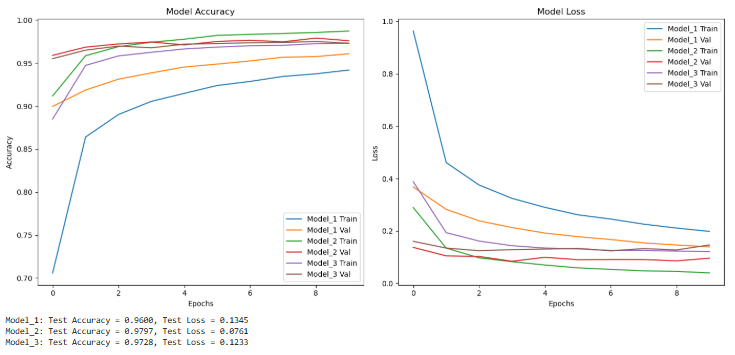 Model Accuracy
1.00
0.95
0.90
0.85
0.80
0.75
0.70
Accuracy
0
2
4
6
8
Epochs
Model_1 Train
Model_1 Val
Model_2 Train
Model_2 Val
Model_3 Train
Model_3 Val
Model Loss
1.0
0.8
0.6
0.4
0.2
0.0
Loss
0
2
4
6
8
Epochs
Model_1 Train
Model_1 Val
Model_2 Train
Model_2 Val
Model_3 Train
Model_3 Val
Model_1: Test Accuracy = 0.9600, Test Loss = 0.1345
Model_2: Test Accuracy = 0.9797, Test Loss = 0.0761
Model_3: Test Accuracy = 0.9728, Test Loss = 0.1233